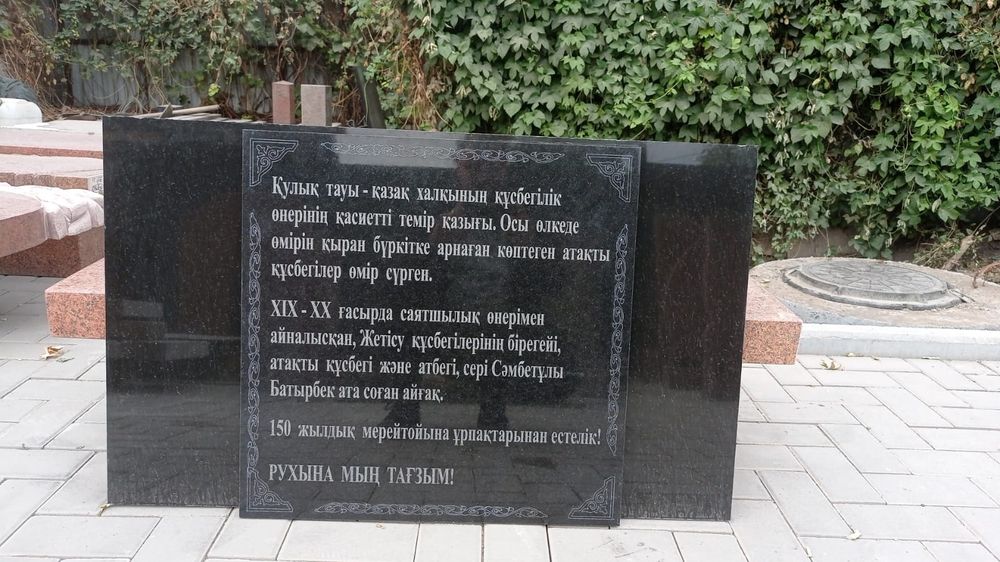 Құлық тауы - қазақ халқының құсбегілік
өнерінің қасиетті темір қазығы. Осы өлкеде
өмірін қыран бүркітке арнаған көптеген атақты
құсбегілер өмір сүрген.
XIX - XX ғасырда саятшылық өнерімен
айналысқан, Жетісу құсбегілерінің бірегейі,
атақты құсбегі және атбегі, сері Сәмбетұлы
Батырбек ата соған айғақ.
150 жылдық мерейтойына ұрпақтарынан естелік!
РУХЫНА МЫҢ ТАҒЗЫМ!